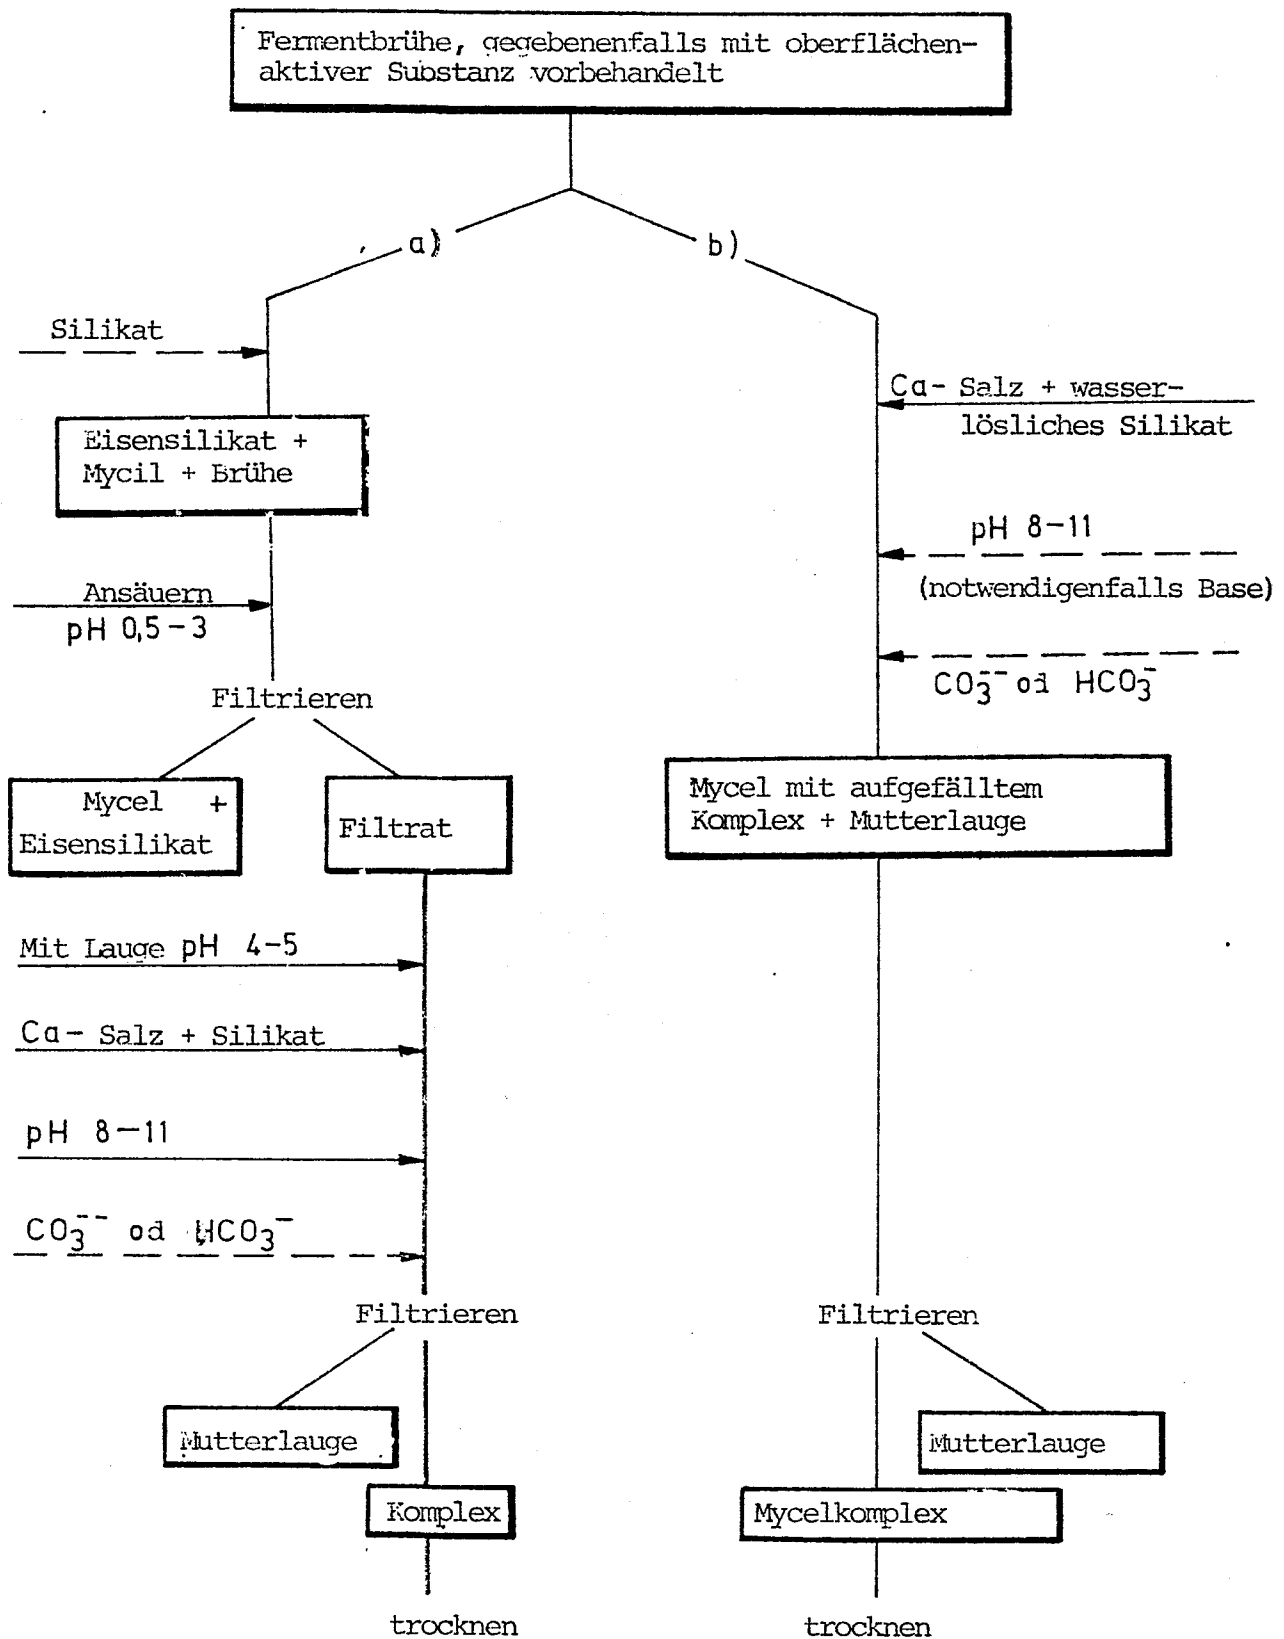 Fermentbrühe, gegebenenfalls mit oberflächen-
aktiver Substanz vorbehandelt
a)
b)
Silikat
Eisensilikat +
Mycil + Brühe
Ansäuern
pH 0,5-3
Filtrieren
Mycel +
Eisensilikat
Filtrat
Mit Lauge pH 4-5
Ca- Salz + Silikat
pH 8-11
CO₃⁻⁻ od HCO₃⁻
Filtrieren
Mutterlauge
Komplex
trocknen
Ca- Salz + wasser-
lösliches Silikat
pH 8-11
(notwendigenfalls Base)
CO₃⁻⁻ od HCO₃⁻
Mycel mit aufgefälltem
Komplex + Mutterlauge
Filtrieren
Mutterlauge
Mycelkomplex
trocknen